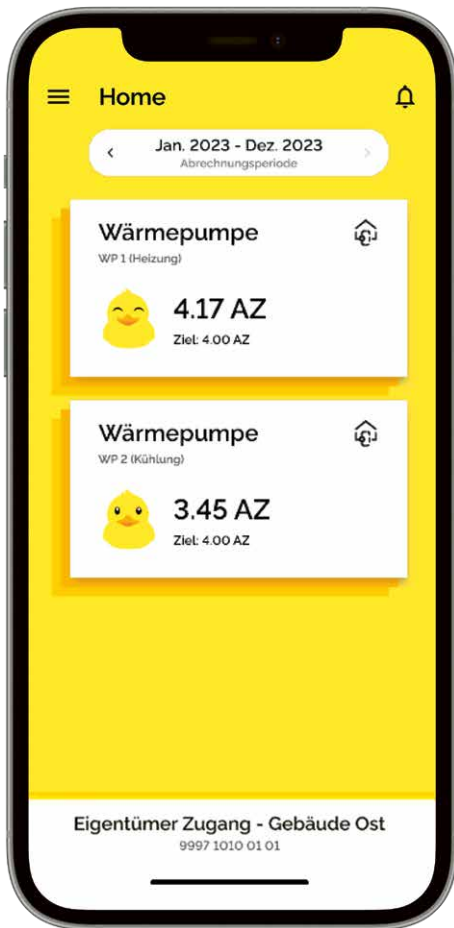 Home
Jan. 2023 - Dez. 2023
Abrechnungsperiode
Wärmepumpe
WP 1 (Heizung)
4.17 AZ
Ziel: 4.00 AZ
Wärmepumpe
WP 2 (Kühlung)
3.45 AZ
Ziel: 4.00 AZ
Eigentümer Zugang - Gebäude Ost
9997 1010 01 01